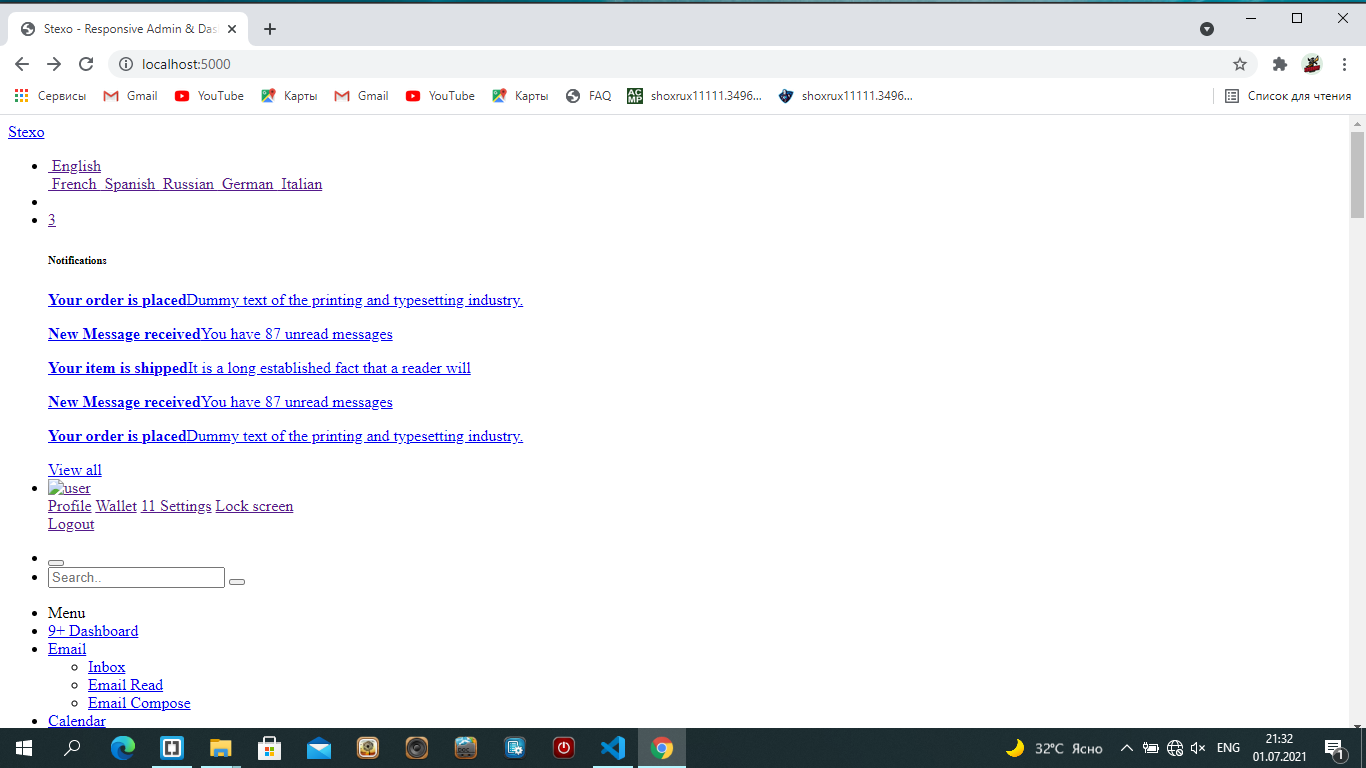 Stexo - Responsive Admin & Das
localhost:5000
Сервисы Gmail YouTube Карты Gmail YouTube Карты FAQ shoxrux11111.3496... shoxrux11111.3496... Список для чтения
Stexo
English
French Spanish Russian German Italian
3
Notifications
Your order is placedDummy text of the printing and typesetting industry.
New Message receivedYou have 87 unread messages
Your item is shippedIt is a long established fact that a reader will
New Message receivedYou have 87 unread messages
Your order is placedDummy text of the printing and typesetting industry.
View all
user
Profile Wallet 11 Settings Lock screen
Logout
Search..
Menu
9+ Dashboard
Email
Inbox
Email Read
Email Compose
Calendar
32°C Ясно ENG 21:32
01.07.2021 1